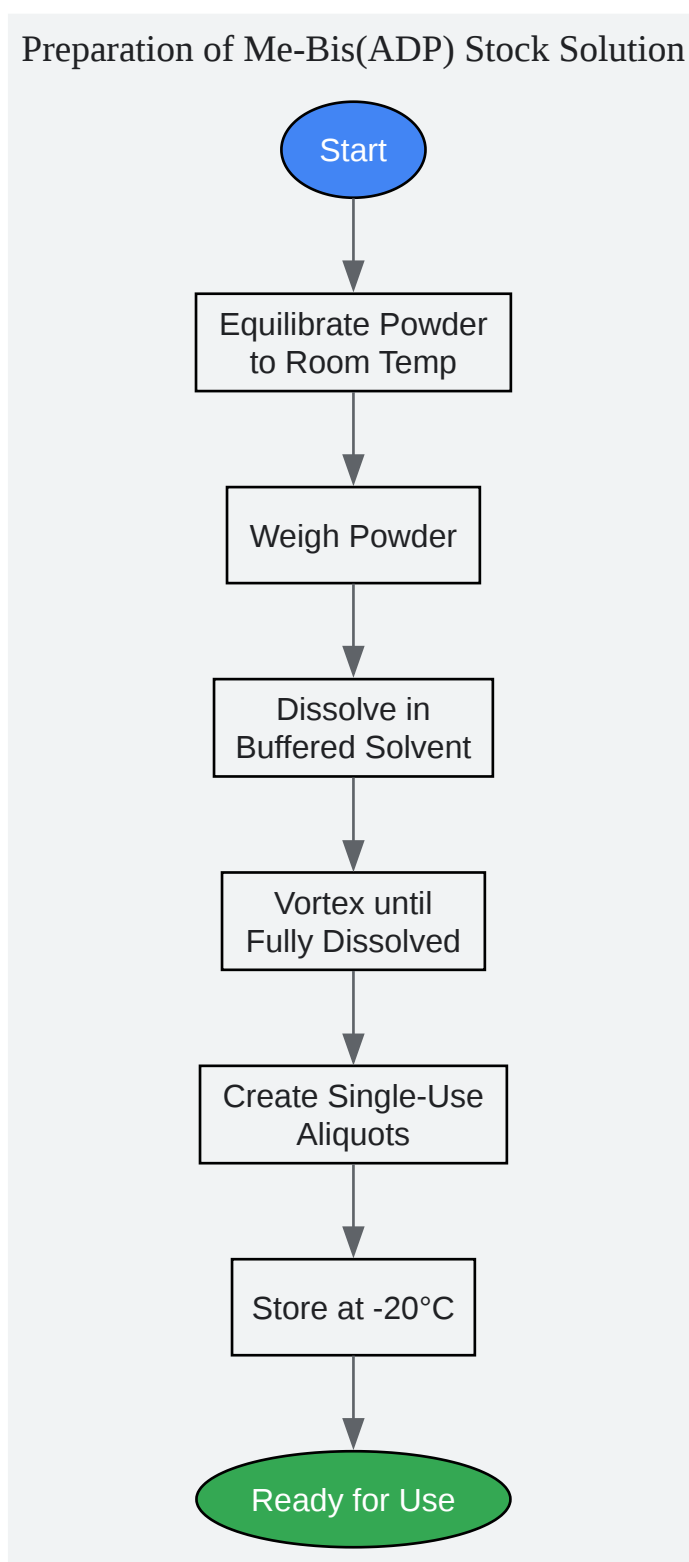 Preparation of Me-Bis(ADP) Stock Solution
Start
Equilibrate Powder
to Room Temp
Weigh Powder
Dissolve in
Buffered Solvent
Vortex until
Fully Dissolved
Create Single-Use
Aliquots
Store at -20°C
Ready for Use